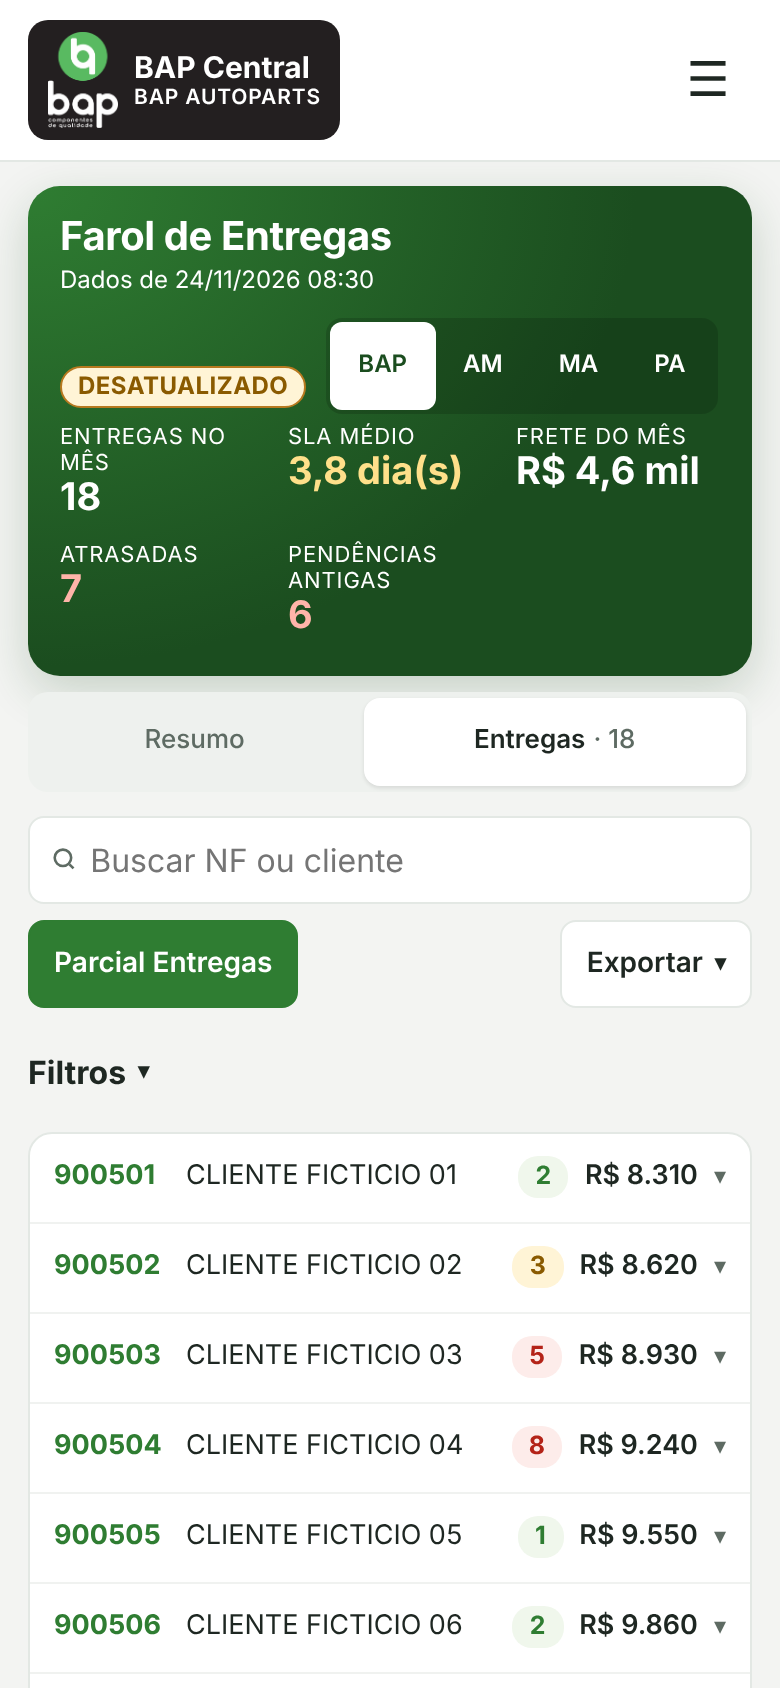 b
bap
componentes
de qualidade
BAP Central
BAP AUTOPARTS
☰
Farol de Entregas
Dados de 24/11/2026 08:30
DESATUALIZADO
BAP AM MA PA
ENTREGAS NO
MÊS
18
SLA MÉDIO
3,8 dia(s)
FRETE DO MÊS
R$ 4,6 mil
ATRASADAS
7
PENDÊNCIAS
ANTIGAS
6
Resumo Entregas · 18
Buscar NF ou cliente
Parcial Entregas Exportar ▾
Filtros ▾
900501 CLIENTE FICTICIO 01 2 R$ 8.310 ▾
900502 CLIENTE FICTICIO 02 3 R$ 8.620 ▾
900503 CLIENTE FICTICIO 03 5 R$ 8.930 ▾
900504 CLIENTE FICTICIO 04 8 R$ 9.240 ▾
900505 CLIENTE FICTICIO 05 1 R$ 9.550 ▾
900506 CLIENTE FICTICIO 06 2 R$ 9.860 ▾